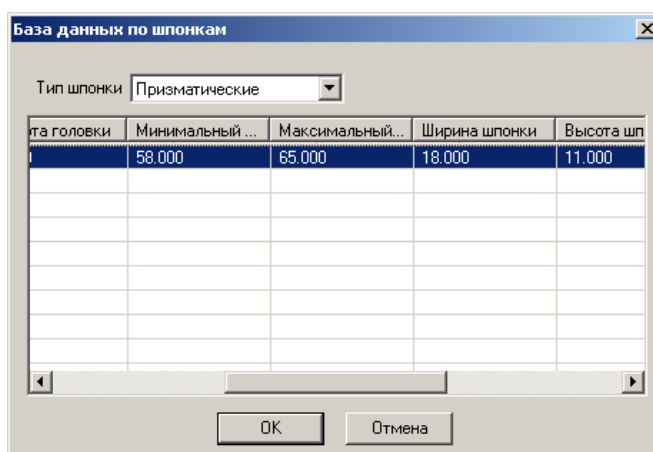 База данных по шпонкам
Тип шпонки Призматические
та головки Минимальный ... Максимальный... Ширина шпонки Высота шп
58.000 65.000 18.000 11.000
OK Отмена